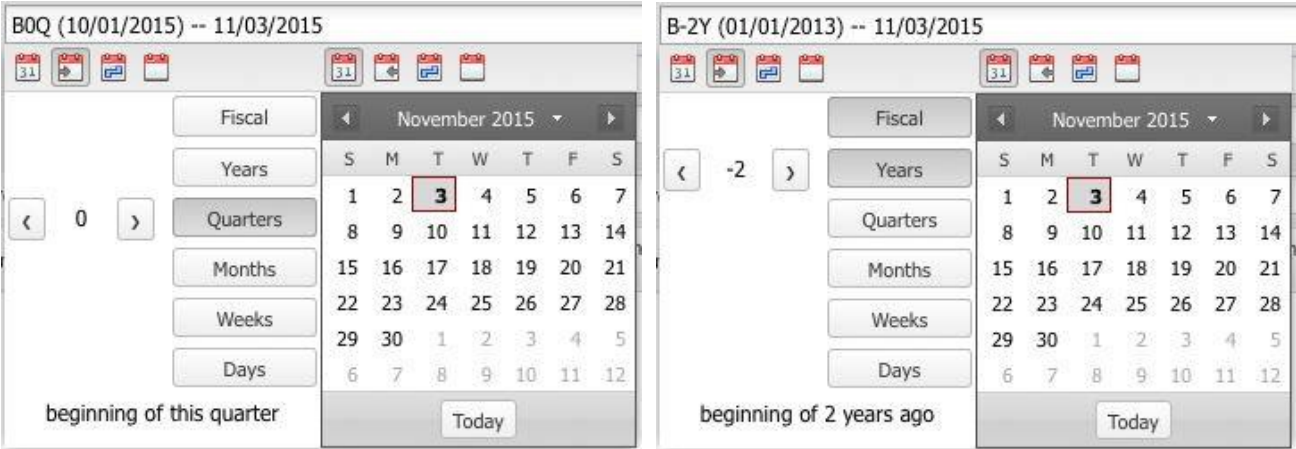 B0Q (10/01/2015) -- 11/03/2015
31 31
Fiscal
Years
0 Quarters
Months
Weeks
Days
beginning of this quarter
November 2015
S M T W T F S
1 2 3 4 5 6 7
8 9 10 11 12 13 14
15 16 17 18 19 20 21
22 23 24 25 26 27 28
29 30 1 2 3 4 5
6 7 8 9 10 11 12
Today
B-2Y (01/01/2013) -- 11/03/2015
31 31
Fiscal
-2 Years
Quarters
Months
Weeks
Days
beginning of 2 years ago
November 2015
S M T W T F S
1 2 3 4 5 6 7
8 9 10 11 12 13 14
15 16 17 18 19 20 21
22 23 24 25 26 27 28
29 30 1 2 3 4 5
6 7 8 9 10 11 12
Today